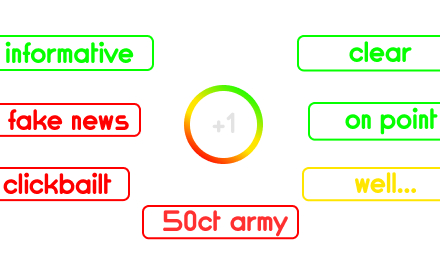 informative
clear
+1
fake news
on point
clickbailt
well...
50ct army